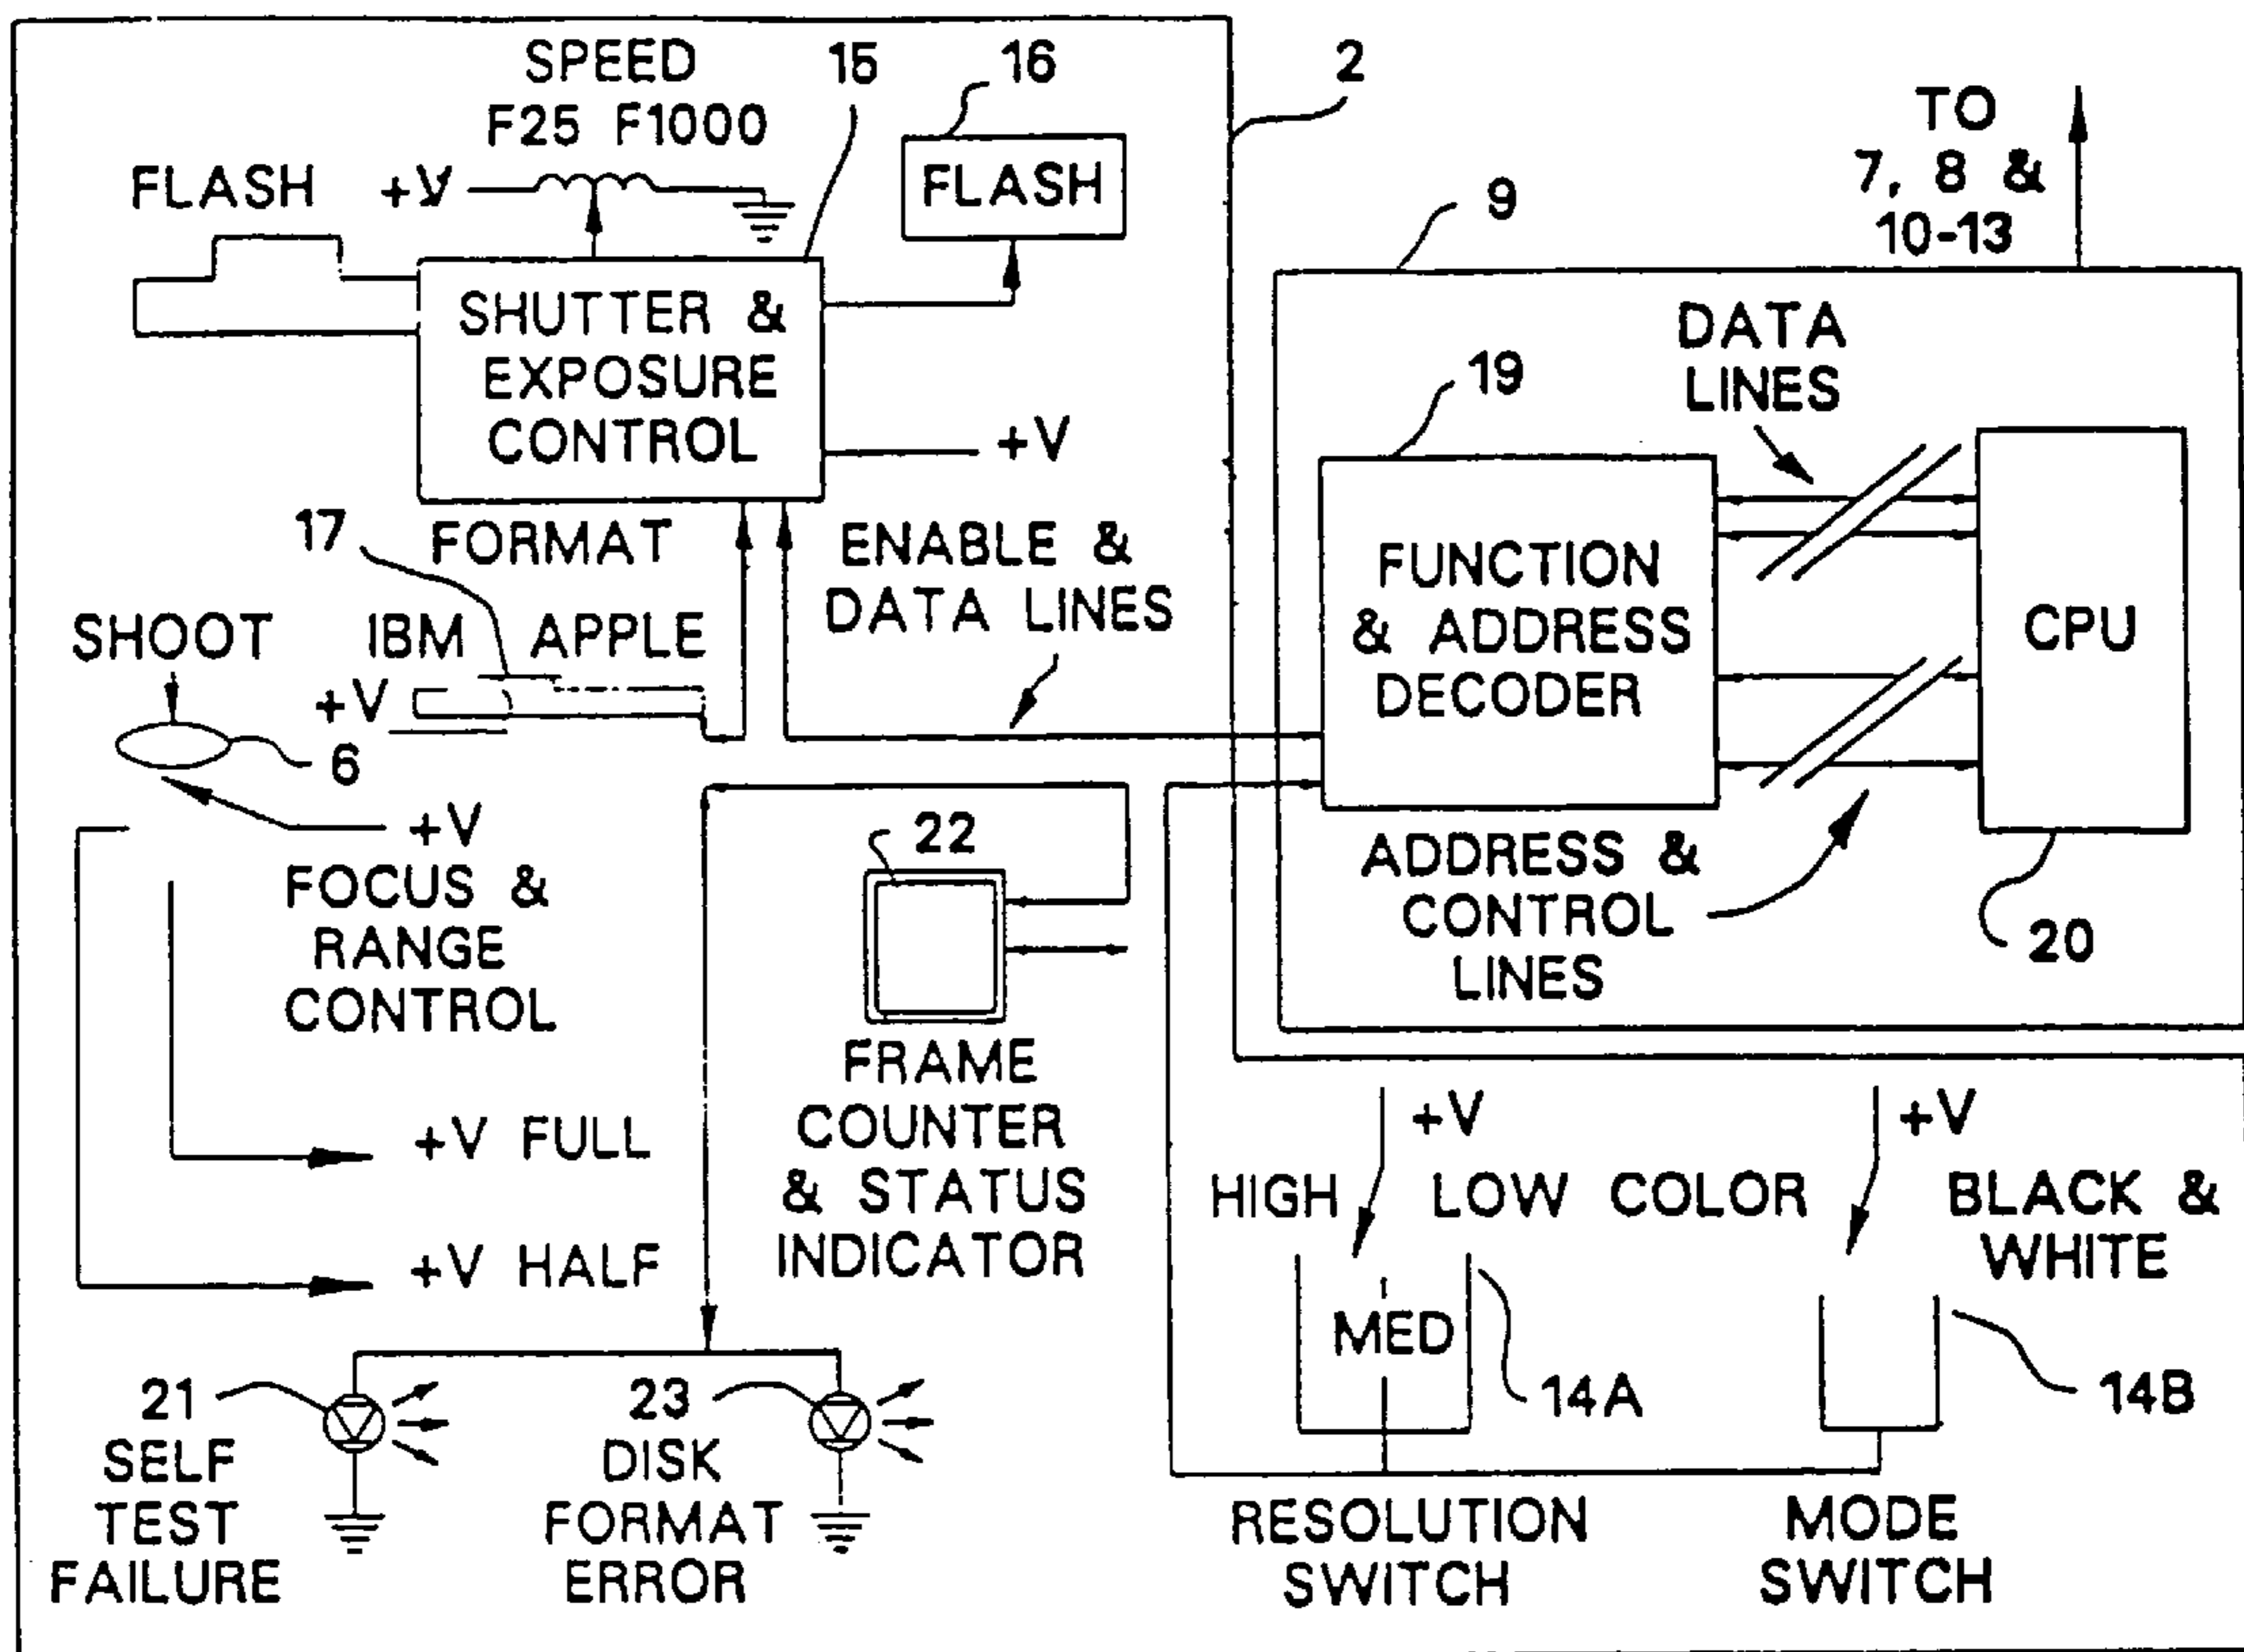 SPEED
F25 F1000
15
16
2
FLASH
+V
FLASH
TO
7, 8 &
10-13
9
SHUTTER &
EXPOSURE
CONTROL
+V
19
DATA
LINES
17
FORMAT
ENABLE &
DATA LINES
FUNCTION
& ADDRESS
DECODER
CPU
SHOOT
IBM APPLE
+V
6
+V
FOCUS &
RANGE
CONTROL
22
ADDRESS &
CONTROL
LINES
20
FRAME
COUNTER
& STATUS
INDICATOR
+V FULL
+V HALF
+V
+V
HIGH
LOW
COLOR
BLACK &
WHITE
MED
14A
14B
21
SELF
TEST
FAILURE
23
DISK
FORMAT
ERROR
RESOLUTION
SWITCH
MODE
SWITCH